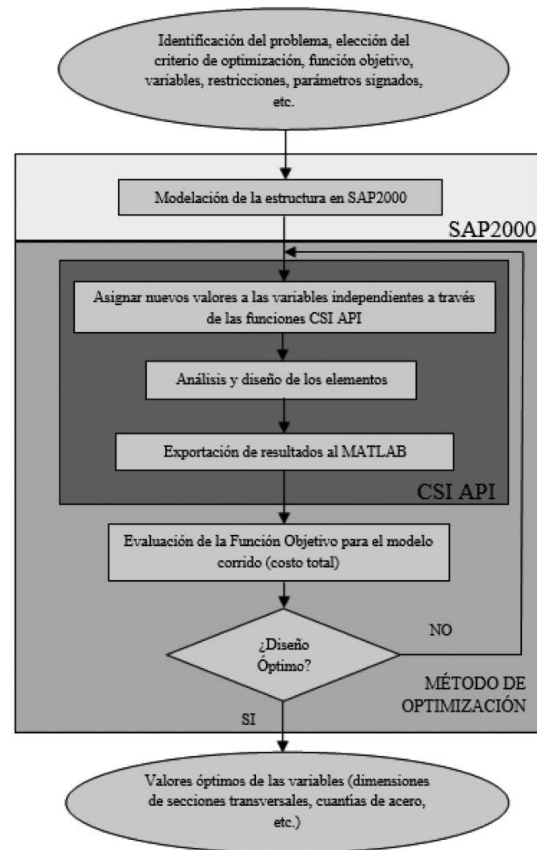 Identificación del problema, elección del
criterio de optimización, función objetivo,
variables, restricciones, parámetros signados,
etc.
Modelación de la estructura en SAP2000
SAP2000
Asignar nuevos valores a las variables independientes a través
de las funciones CSI API
Análisis y diseño de los elementos
Exportación de resultados al MATLAB
CSI API
Evaluación de la Función Objetivo para el modelo
corrido (costo total)
¿Diseño
Óptimo?
NO
MÉTODO DE
OPTIMIZACIÓN
SI
Valores óptimos de las variables (dimensiones
de secciones transversales, cuantías de acero,
etc.)